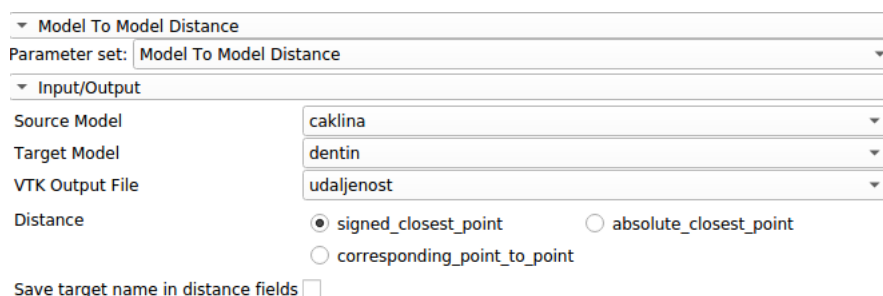 Model To Model Distance
Parameter set: Model To Model Distance
Input/Output
Source Model caklina
Target Model dentin
VTK Output File udaljenost
Distance signed_closest_point absolute_closest_point
corresponding_point_to_point
Save target name in distance fields